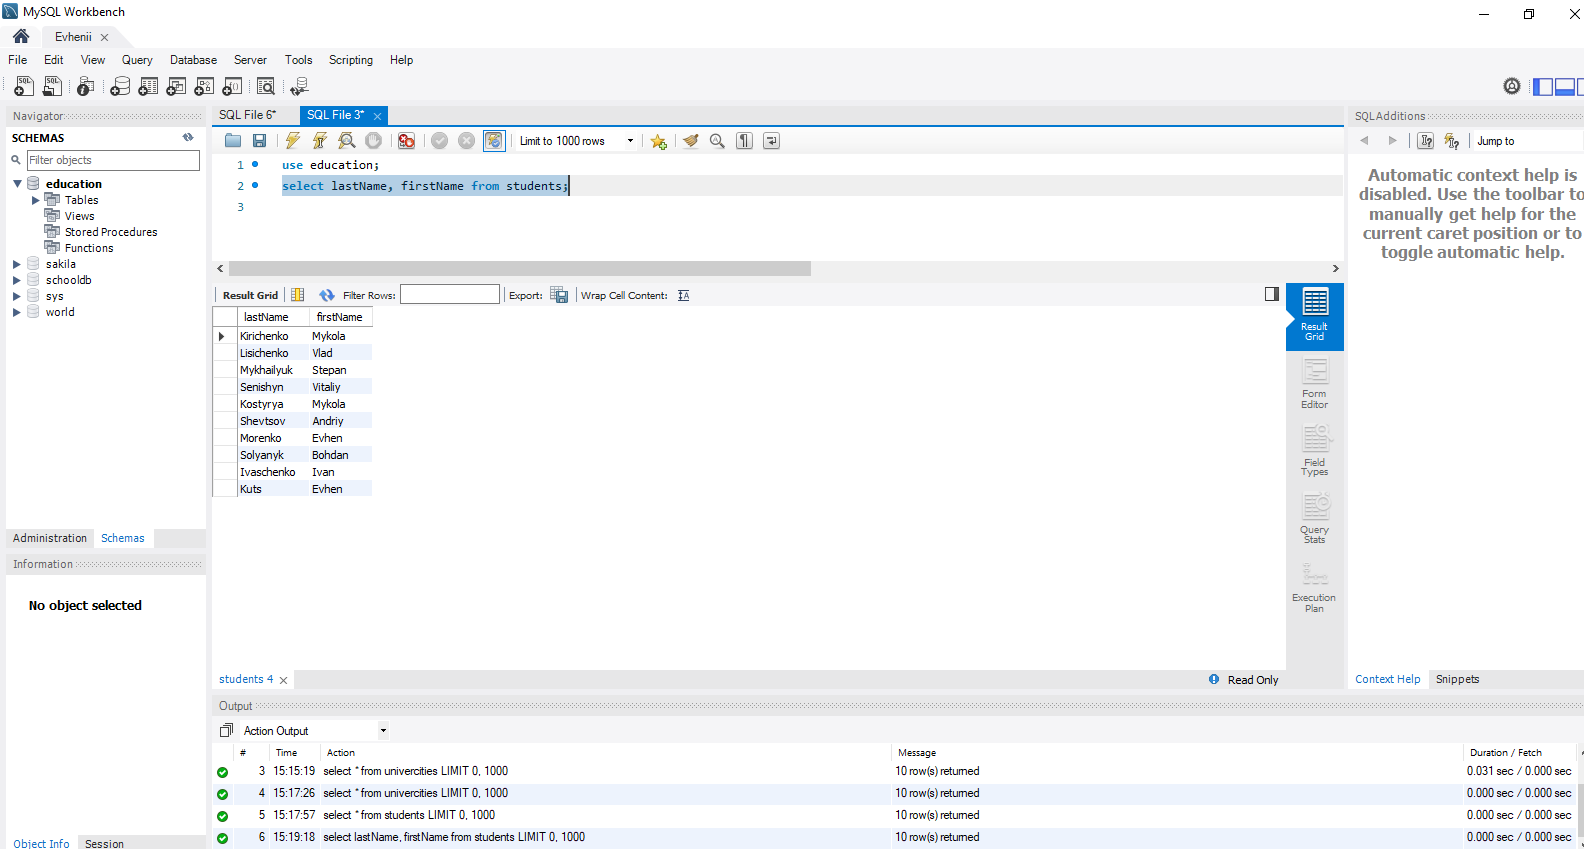 MySQL Workbench
Evhenii
File Edit View Query Database Server Tools Scripting Help
Navigator
SCHEMAS
Filter objects
education
Tables
Views
Stored Procedures
Functions
sakila
schooldb
sys
world
Administration Schemas
Information
No object selected
Object Info Session
SQL File 6* SQL File 3*
Limit to 1000 rows
1 use education;
2 select lastName, firstName from students;
3
Result Grid Filter Rows: Export: Wrap Cell Content:
lastName firstName
Kirichenko Mykola
Lisichenko Vlad
Mykhailyuk Stepan
Senishyn Vitaliy
Kostyrya Mykola
Shevtsov Andriy
Morenko Evhen
Solyanyk Bohdan
Ivaschenko Ivan
Kuts Evhen
Result
Grid
Form
Editor
Field
Types
Query
Stats
Execution
Plan
students 4
Read Only
SQLAdditions
Jump to
Automatic context help is
disabled. Use the toolbar to
manually get help for the
current caret position or to
toggle automatic help.
Context Help Snippets
Output
Action Output
# Time Action Message Duration / Fetch
3 15:15:19 select * from univercities LIMIT 0, 1000 10 row(s) returned 0.031 sec / 0.000 sec
4 15:17:26 select * from univercities LIMIT 0, 1000 10 row(s) returned 0.000 sec / 0.000 sec
5 15:17:57 select * from students LIMIT 0, 1000 10 row(s) returned 0.000 sec / 0.000 sec
6 15:19:18 select lastName, firstName from students LIMIT 0, 1000 10 row(s) returned 0.000 sec / 0.000 sec